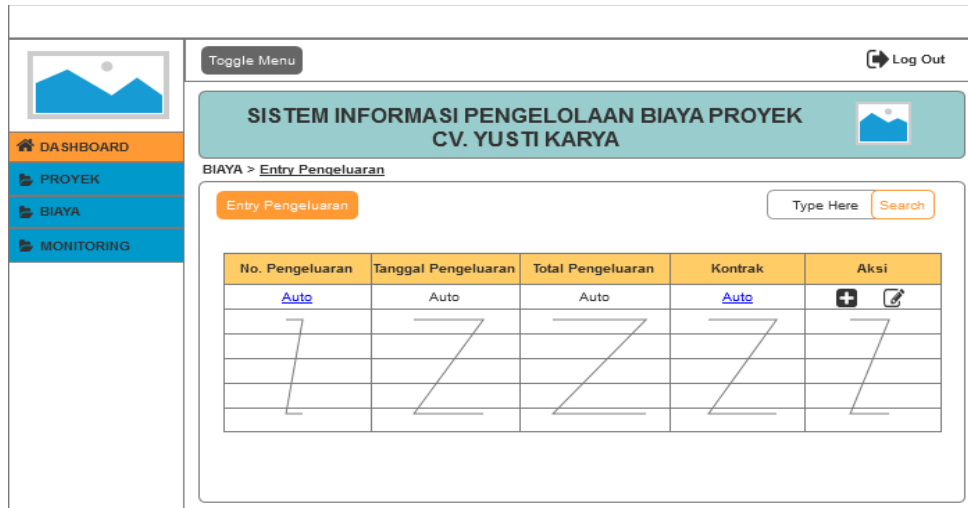 Toggle Menu
Log Out
SISTEM INFORMASI PENGELOLAAN BIAYA PROYEK
CV. YUSTI KARYA
DASHBOARD
PROYEK
BIAYA
MONITORING
BIAYA > Entry Pengeluaran
Entry Pengeluaran
Type Here Search
No. Pengeluaran Tanggal Pengeluaran Total Pengeluaran Kontrak Aksi
Auto Auto Auto Auto